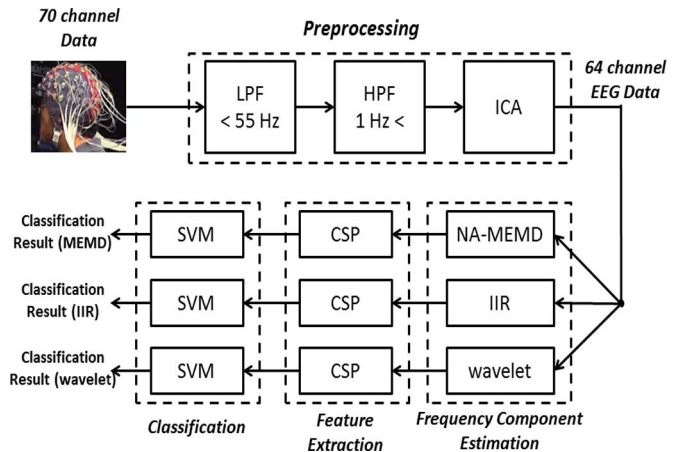 70 channel
Data
Preprocessing
LPF
< 55 Hz
HPF
1 Hz <
ICA
64 channel
EEG Data
Classification
Result (MEMD)
SVM
CSP
NA-MEMD
Classification
Result (IIR)
SVM
CSP
IIR
Classification
Result (wavelet)
SVM
CSP
wavelet
Classification
Feature
Extraction
Frequency Component
Estimation